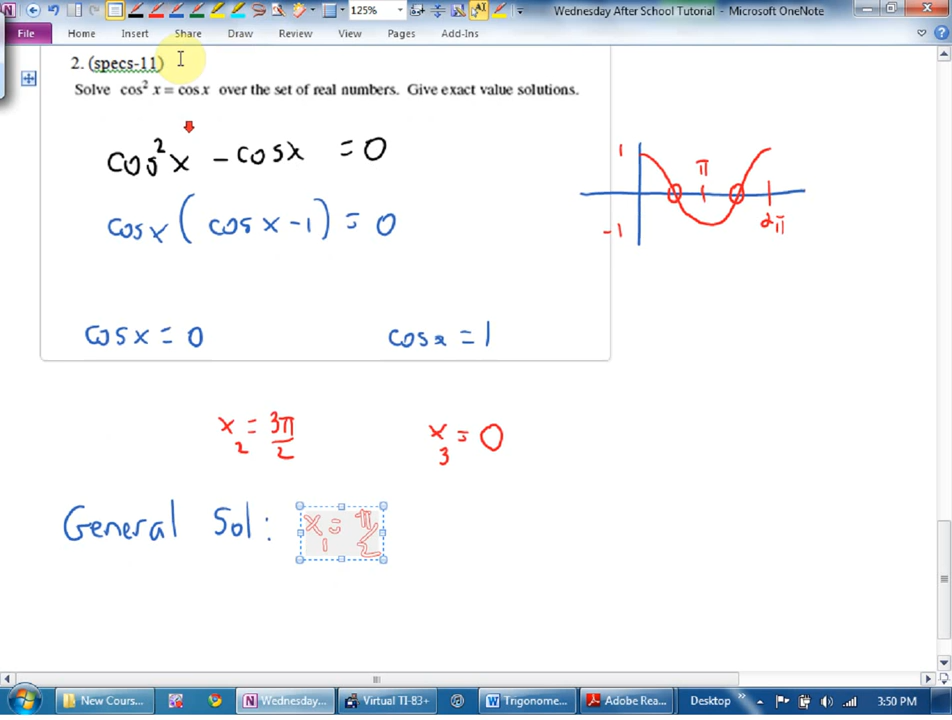 125%
Wednesday After School Tutorial - Microsoft OneNote
File Home Insert Share Draw Review View Pages Add-Ins
2. (specs-11)
Solve cos² x = cos x over the set of real numbers. Give exact value solutions.
cos²x - cosx = 0
cosx ( cosx - 1 ) = 0
1
π
-1
2π
cosx = 0
cosx = 1
x₂ = 3π/2
x₃ = 0
General Sol: x₁ = π/2
New Cour...
Wednesday...
Virtual TI-83+
Trigonome...
Adobe Rea...
Desktop
3:50 PM